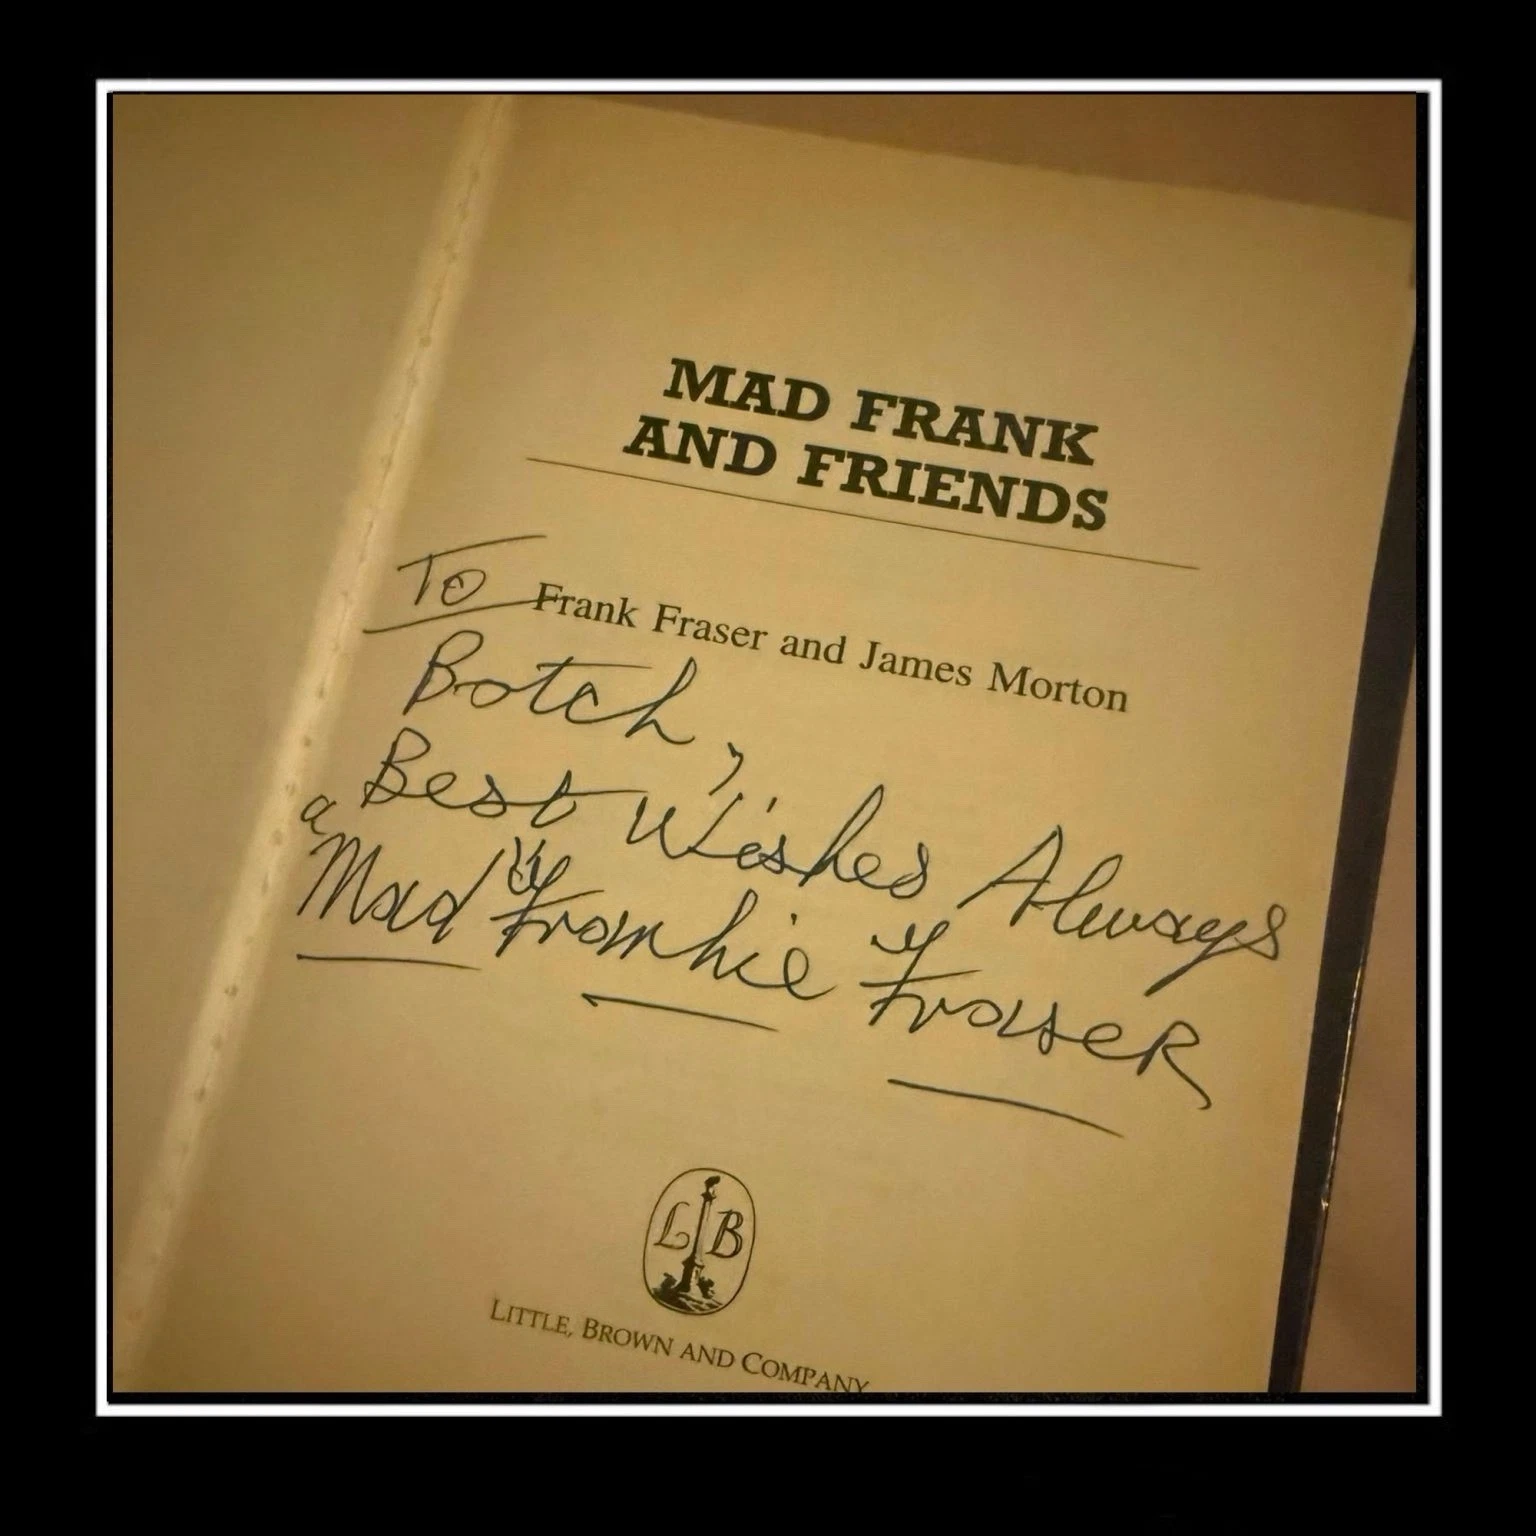 MAD FRANK
AND FRIENDS
To
Frank Fraser and James Morton
Botch,
Best Wishes Always
"Mad" Frankie Fraser
L B
LITTLE, BROWN AND COMPANY